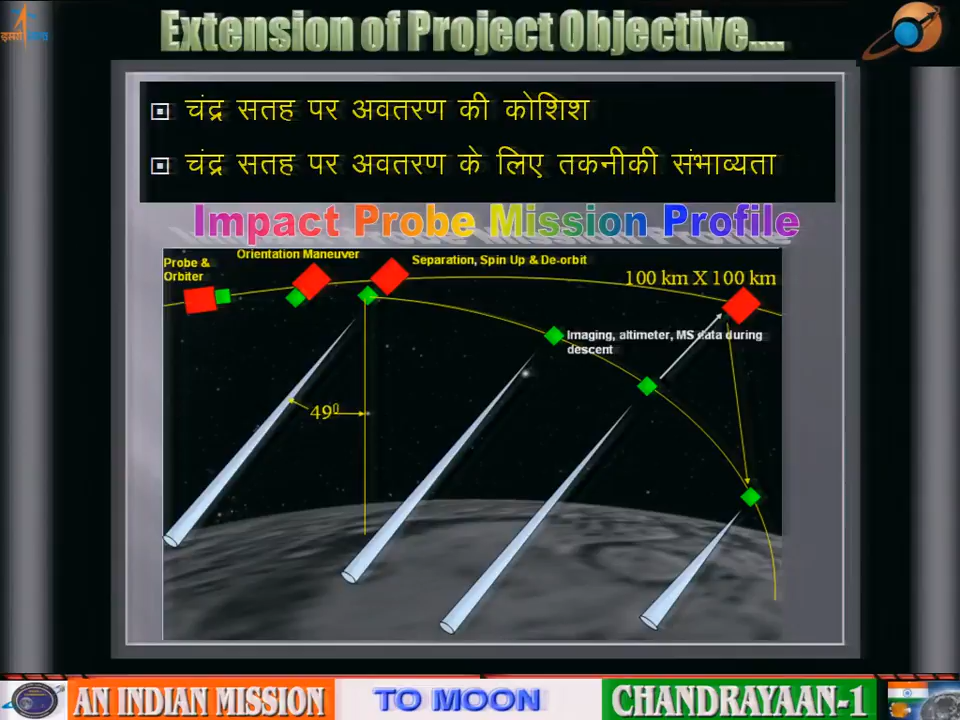 इसरो isro
Extension of Project Objective....
चंद्र सतह पर अवतरण की कोशिश
चंद्र सतह पर अवतरण के लिए तकनीकी संभाव्यता
Impact Probe Mission Profile
Probe &
Orbiter
Orientation Maneuver
Separation, Spin Up & De-orbit
100 km X 100 km
Imaging, altimeter, MS data during
descent
49⁰
AN INDIAN MISSION TO MOON CHANDRAYAAN-1